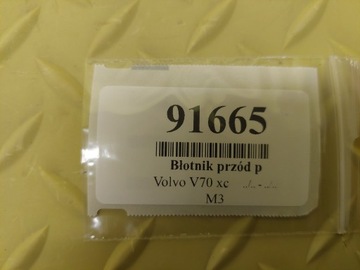 91665
Błotnik przód p
Volvo V70 xc ../.. - ../..
M3